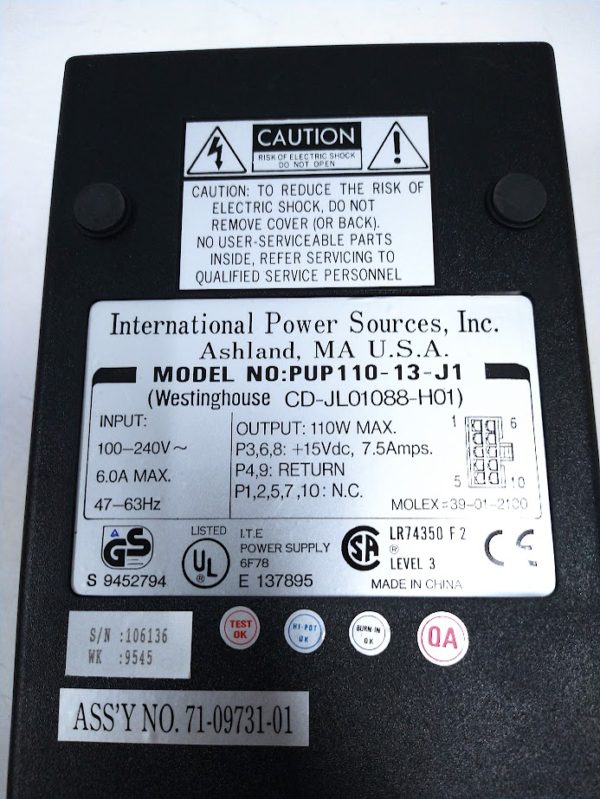 CAUTION
RISK OF ELECTRIC SHOCK
DO NOT OPEN
CAUTION: TO REDUCE THE RISK OF
ELECTRIC SHOCK, DO NOT
REMOVE COVER (OR BACK).
NO USER-SERVICEABLE PARTS
INSIDE, REFER SERVICING TO
QUALIFIED SERVICE PERSONNEL
International Power Sources, Inc.
Ashland, MA U.S.A.
MODEL NO:PUP110-13-J1
(Westinghouse CD-JL01088-H01)
INPUT:
100-240V~
6.0A MAX.
47-63Hz
OUTPUT: 110W MAX.
P3,6,8: +15Vdc, 7.5Amps.
P4,9: RETURN
P1,2,5,7,10: N.C.
1 6
5 10
MOLEX=39-01-2100
GS
S 9452794
LISTED
UL ®
I.T.E
POWER SUPPLY
6F78
E 137895
SA ®
LR74350 F2
LEVEL 3
CE
MADE IN CHINA
S/N :106136
WK :9545
TEST
OK
HI-POT
OK
BURN-IN
OK
QA
ASS'Y NO. 71-09731-01